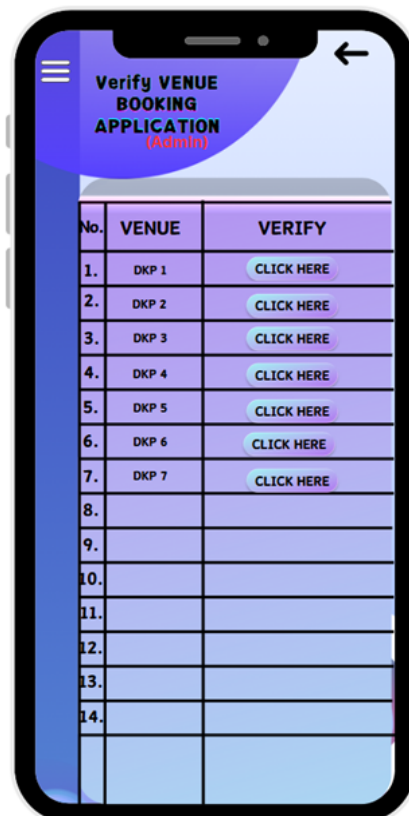 Verify VENUE
BOOKING
APPLICATION
(Admin)
No. VENUE VERIFY
1. DKP 1 CLICK HERE
2. DKP 2 CLICK HERE
3. DKP 3 CLICK HERE
4. DKP 4 CLICK HERE
5. DKP 5 CLICK HERE
6. DKP 6 CLICK HERE
7. DKP 7 CLICK HERE
8.
9.
10.
11.
12.
13.
14.